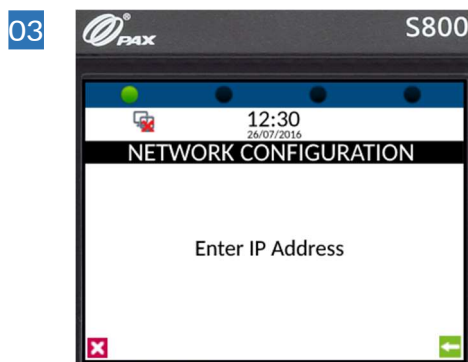 03
PAX
S800
12:30
26/07/2016
NETWORK CONFIGURATION
Enter IP Address